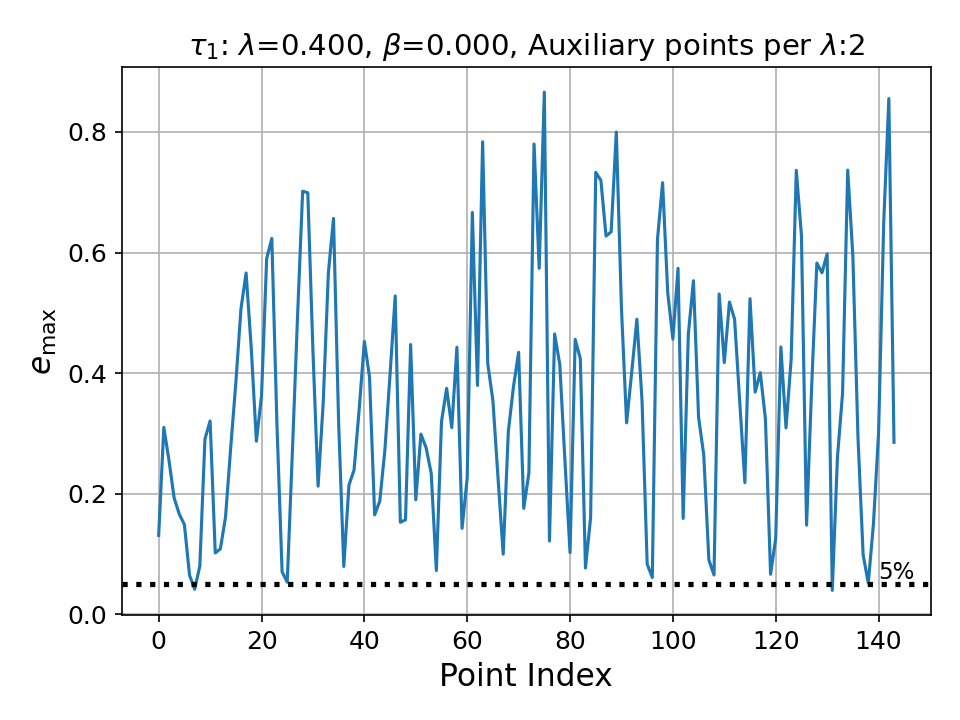 τ₁: λ=0.400, β=0.000, Auxiliary points per λ:2
e_max
0.8
0.6
0.4
0.2
0.0
5%
0 20 40 60 80 100 120 140
Point Index